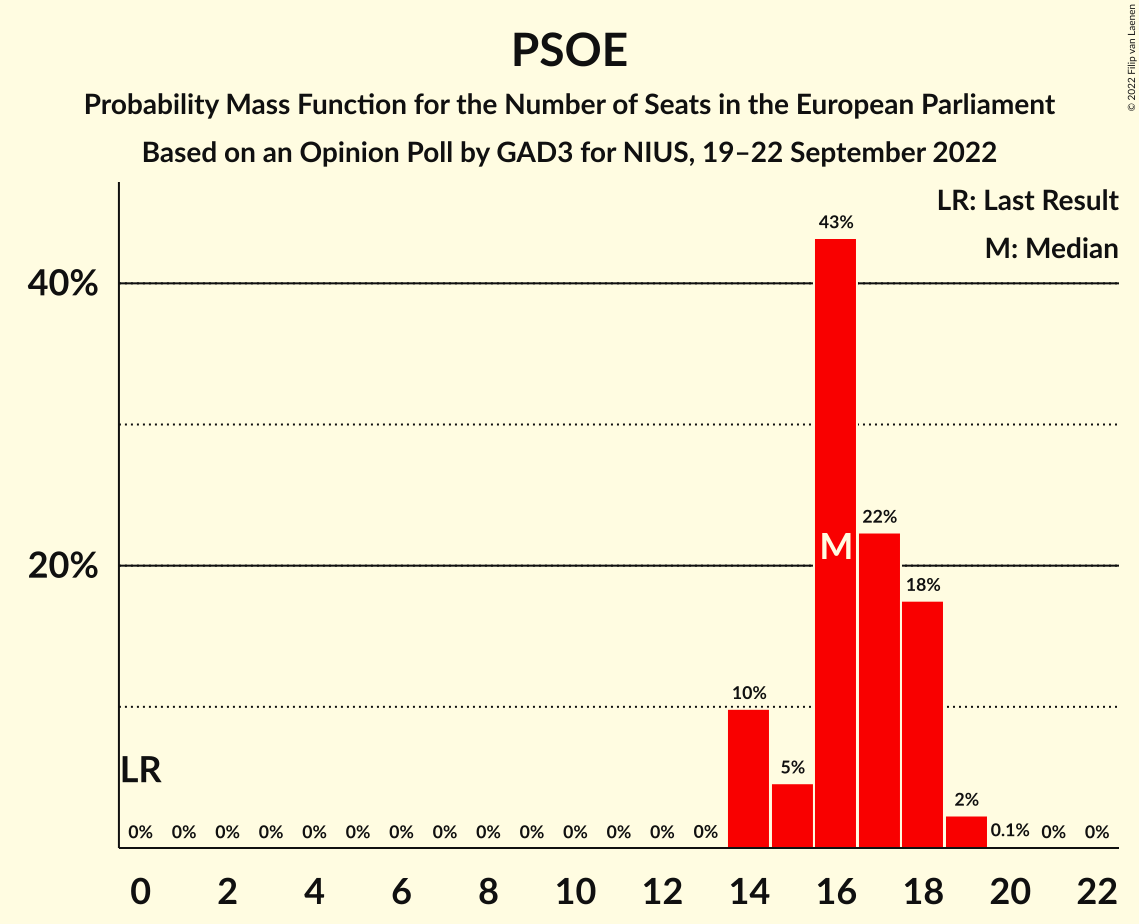 PSOE
Probability Mass Function for the Number of Seats in the European Parliament
Based on an Opinion Poll by GAD3 for NIUS, 19–22 September 2022
© 2022 Filip van Laenen
LR: Last Result
M: Median
43%
40%
22%
M
20%
18%
10%
LR
5%
2%
0% 0% 0% 0% 0% 0% 0% 0% 0% 0% 0% 0% 0% 0% 0.1% 0% 0%
0 2 4 6 8 10 12 14 16 18 20 22